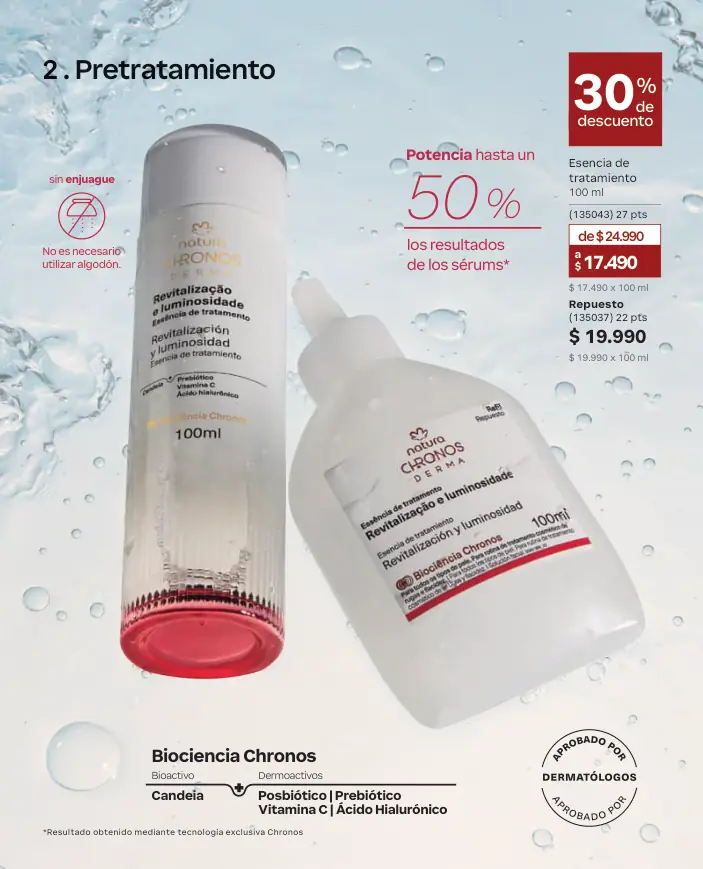 2 . Pretratamiento
30%
de
descuento
Esencia de
tratamiento
100 ml
(135043) 27 pts
de $ 24.990
a $ 17.490
$ 17.490 x 100 ml
Repuesto
(135037) 22 pts
$ 19.990
$ 19.990 x 100 ml
Potencia hasta un
50 %
los resultados
de los sérums*
sin enjuague
No es necesario
utilizar algodón.
natura
CHRONOS
DERMA
Revitalização
e luminosidade
Essência de tratamento
Revitalización
y luminosidad
Esencia de tratamiento
Candeia
Prebiótico
Vitamina C
Ácido hialurónico
Biociência Chronos
100ml
Refil
Repuesto
natura
CHRONOS
DERMA
Essência de tratamento
Revitalização e luminosidade
Esencia de tratamiento
Revitalización y luminosidad
100ml
Biociência Chronos
Biociencia Chronos
Bioactivo
Dermoactivos
Candeia
Posbiótico | Prebiótico
Vitamina C | Ácido Hialurónico
APROBADO POR
DERMATÓLOGOS
APROBADO POR
*Resultado obtenido mediante tecnología exclusiva Chronos